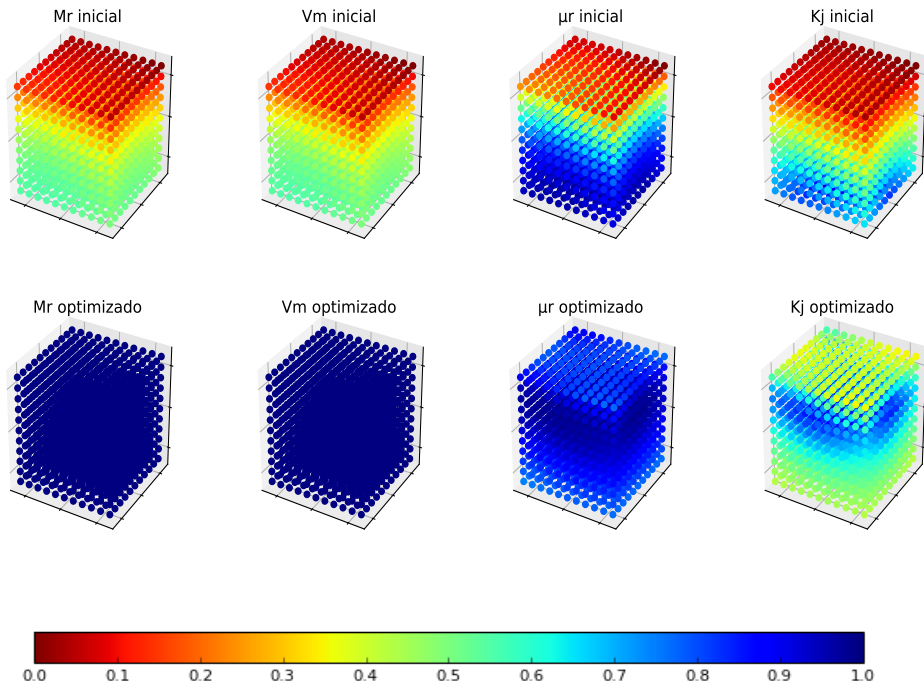 Mr inicial
Vm inicial
μr inicial
Kj inicial
Mr optimizado
Vm optimizado
μr optimizado
Kj optimizado
0.0 0.1 0.2 0.3 0.4 0.5 0.6 0.7 0.8 0.9 1.0